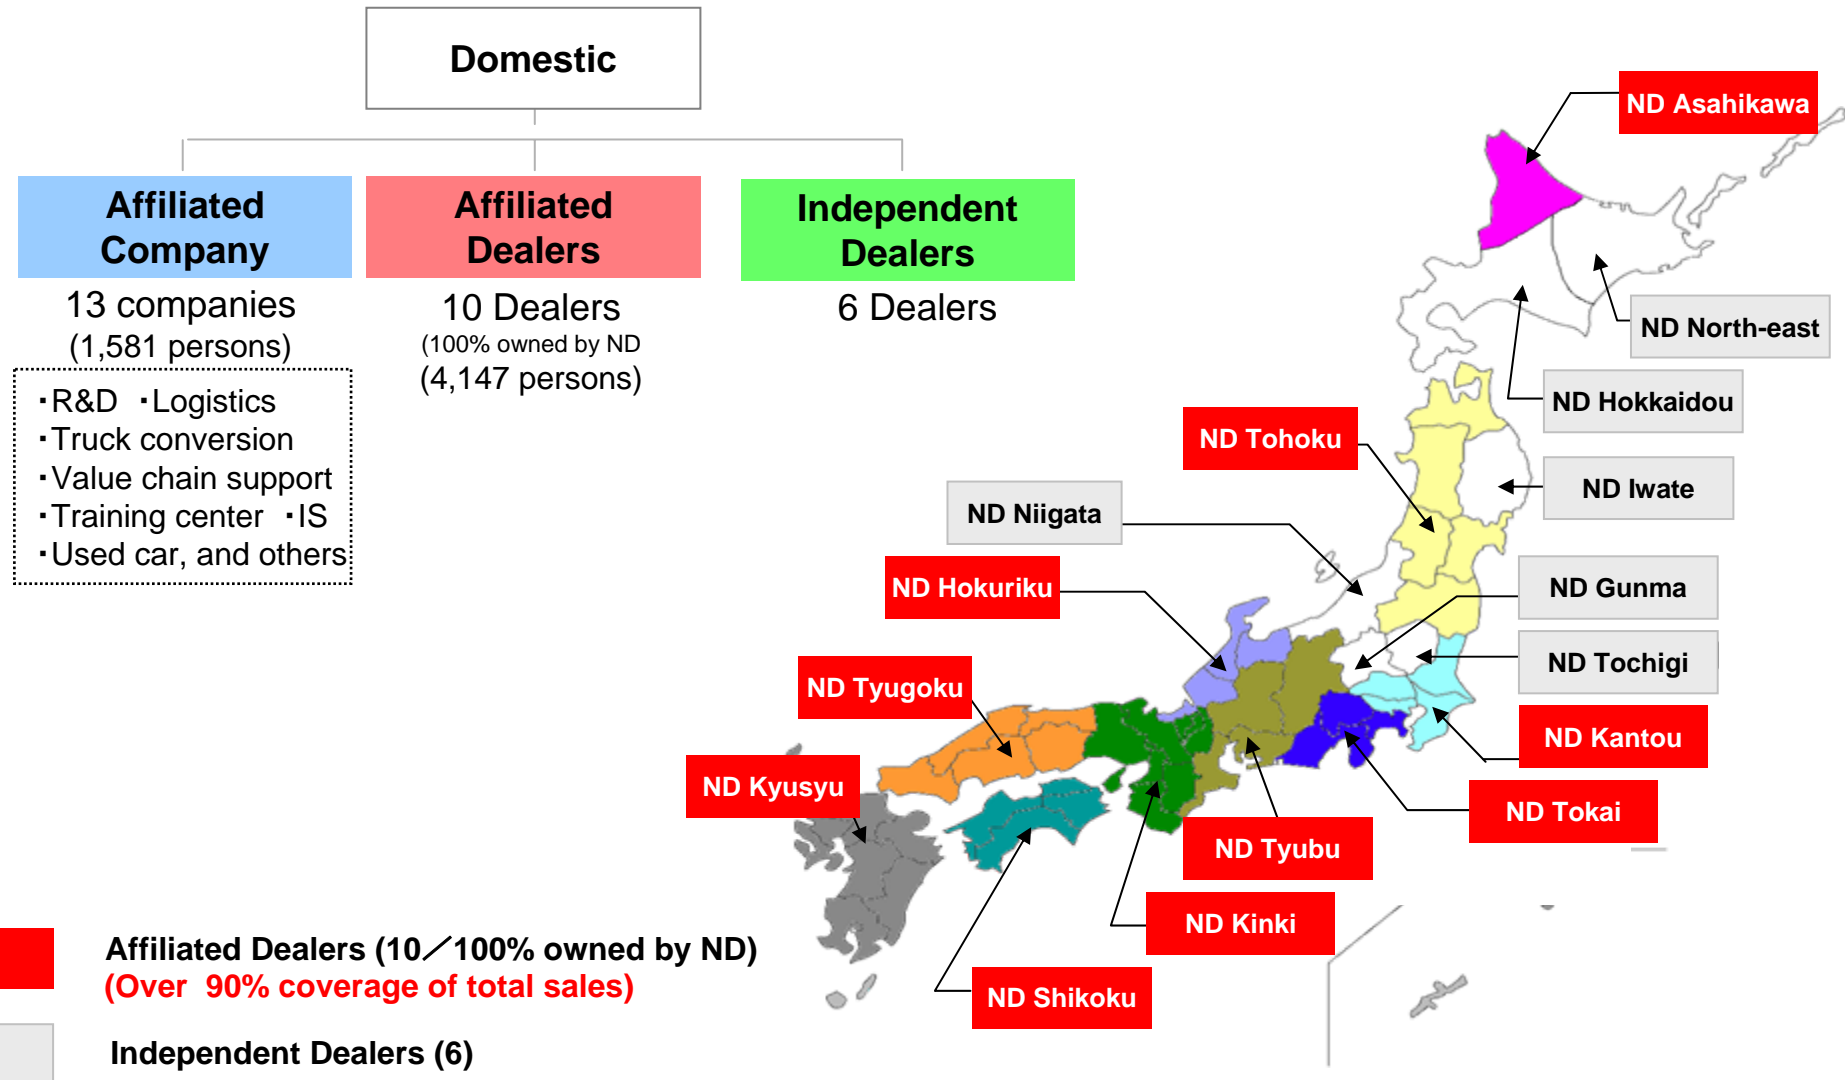 Domestic
Affiliated
Company
13 companies
(1,581 persons)
・R&D ・Logistics
・Truck conversion
・Value chain support
・Training center ・IS
・Used car, and others
Affiliated
Dealers
10 Dealers
(100% owned by ND
(4,147 persons)
Independent
Dealers
6 Dealers
ND Asahikawa
ND North-east
ND Hokkaidou
ND Tohoku
ND Iwate
ND Niigata
ND Hokuriku
ND Gunma
ND Tochigi
ND Tyugoku
ND Kantou
ND Kyusyu
ND Tokai
ND Tyubu
ND Kinki
ND Shikoku
Affiliated Dealers (10／100% owned by ND)
(Over 90% coverage of total sales)
Independent Dealers (6)